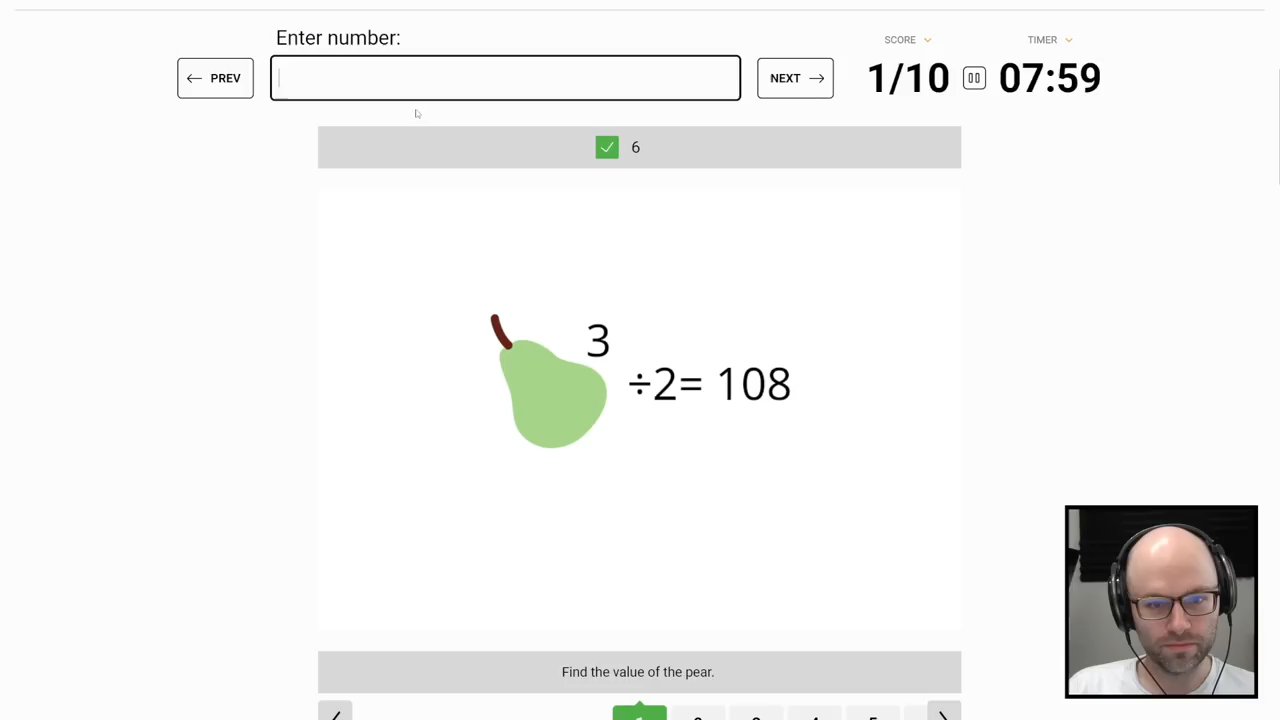 Enter number:
SCORE
TIMER
← PREV
NEXT →
1/10
07:59
6
3
÷2= 108
Find the value of the pear.